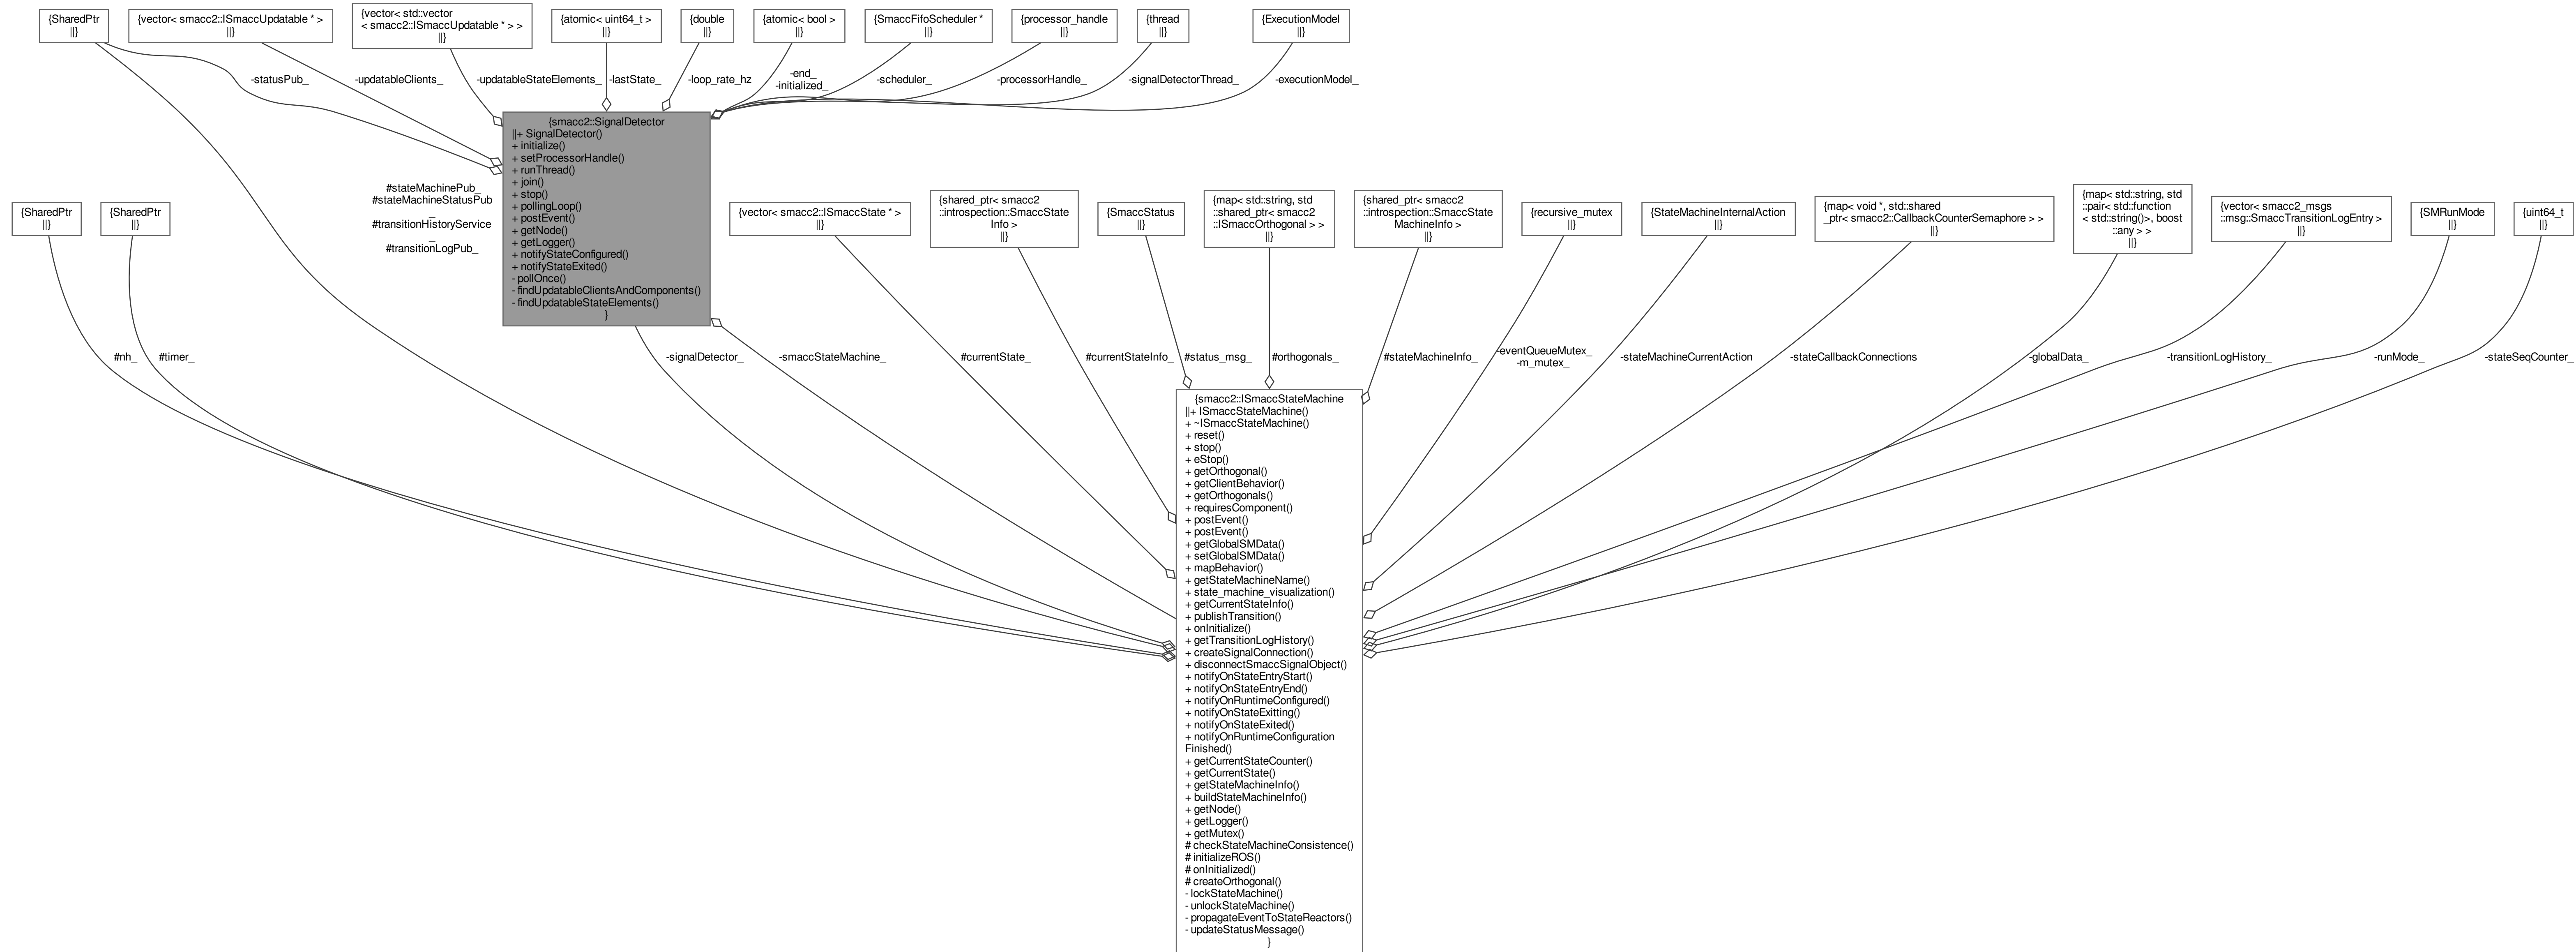 {SharedPtr
||}
{vector< smacc2::ISmaccUpdatable * >
||}
{vector< std::vector
< smacc2::ISmaccUpdatable * > >
||}
{atomic< uint64_t >
||}
{double
||}
{atomic< bool >
||}
{SmaccFifoScheduler *
||}
{processor_handle
||}
{thread
||}
{ExecutionModel
||}
-statusPub_
-updatableClients_
-updatableStateElements_
-lastState_
-loop_rate_hz
-end_
-initialized_
-scheduler_
-processorHandle_
-signalDetectorThread_
-executionModel_
{smacc2::SignalDetector
||+ SignalDetector()
+ initialize()
+ setProcessorHandle()
+ runThread()
+ join()
+ stop()
+ pollingLoop()
+ postEvent()
+ getNode()
+ getLogger()
+ notifyStateConfigured()
+ notifyStateExited()
- pollOnce()
- findUpdatableClientsAndComponents()
- findUpdatableStateElements()
}
#stateMachinePub_
#stateMachineStatusPub
_
#transitionHistoryService
_
#transitionLogPub_
{SharedPtr
||}
{SharedPtr
||}
{vector< smacc2::ISmaccState * >
||}
{shared_ptr< smacc2
::introspection::SmaccState
Info >
||}
{SmaccStatus
||}
{map< std::string, std
::shared_ptr< smacc2
::ISmaccOrthogonal > >
||}
{shared_ptr< smacc2
::introspection::SmaccState
MachineInfo >
||}
{recursive_mutex
||}
{StateMachineInternalAction
||}
{map< void *, std::shared
_ptr< smacc2::CallbackCounterSemaphore > >
||}
{map< std::string, std
::pair< std::function
< std::string()>, boost
::any > >
||}
{vector< smacc2_msgs
::msg::SmaccTransitionLogEntry >
||}
{SMRunMode
||}
{uint64_t
||}
#nh_
#timer_
-signalDetector_
-smaccStateMachine_
#currentState_
#currentStateInfo_
#status_msg_
#orthogonals_
#stateMachineInfo_
-eventQueueMutex_
-m_mutex_
-stateMachineCurrentAction
-stateCallbackConnections
-globalData_
-transitionLogHistory_
-runMode_
-stateSeqCounter_
{smacc2::ISmaccStateMachine
||+ ISmaccStateMachine()
+ ~ISmaccStateMachine()
+ reset()
+ stop()
+ eStop()
+ getOrthogonal()
+ getClientBehavior()
+ getOrthogonals()
+ requiresComponent()
+ postEvent()
+ postEvent()
+ getGlobalSMData()
+ setGlobalSMData()
+ mapBehavior()
+ getStateMachineName()
+ state_machine_visualization()
+ getCurrentStateInfo()
+ publishTransition()
+ onInitialize()
+ getTransitionLogHistory()
+ createSignalConnection()
+ disconnectSmaccSignalObject()
+ notifyOnStateEntryStart()
+ notifyOnStateEntryEnd()
+ notifyOnRuntimeConfigured()
+ notifyOnStateExitting()
+ notifyOnStateExited()
+ notifyOnRuntimeConfiguration
Finished()
+ getCurrentStateCounter()
+ getCurrentState()
+ getStateMachineInfo()
+ buildStateMachineInfo()
+ getNode()
+ getLogger()
+ getMutex()
# checkStateMachineConsistence()
# initializeROS()
# onInitialized()
# createOrthogonal()
- lockStateMachine()
- unlockStateMachine()
- propagateEventToStateReactors()
- updateStatusMessage()
}